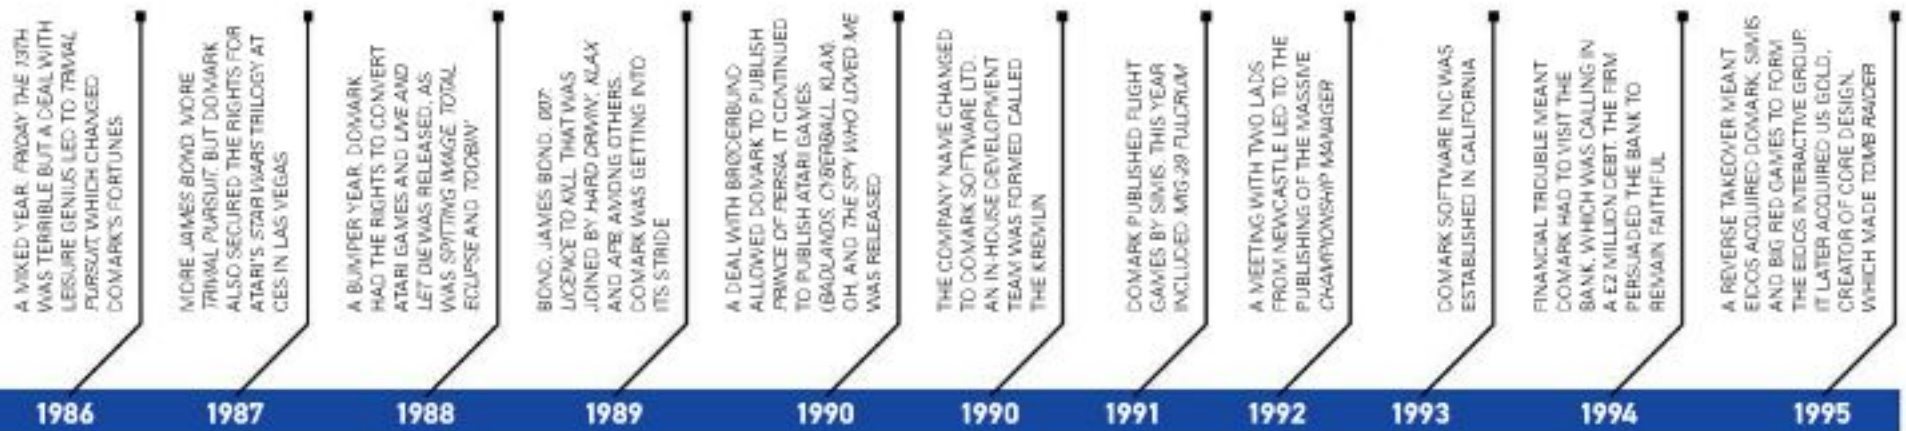 A MIXED YEAR. FRIDAY THE 13TH
WAS TERRIBLE BUT A DEAL WITH
LEISURE GENIUS LED TO TRIVIAL
PURSUIT, WHICH CHANGED
DOMARK'S FORTUNES
1986
MORE JAMES BOND. MORE
TRIVIAL PURSUIT. BUT DOMARK
ALSO SECURED THE RIGHTS FOR
ATARI'S STAR WARS TRILOGY AT
CES IN LAS VEGAS
1987
A BUMPER YEAR. DOMARK
HAD THE RIGHTS TO CONVERT
ATARI GAMES AND LIVE AND
LET DIE WAS RELEASED, AS
WAS SPITTING IMAGE, TOTAL
ECLIPSE AND TOOBIN'
1988
BOND, JAMES BOND. 007:
LICENCE TO KILL THAT WAS
JOINED BY HARD DRIVIN', KLAX
AND APB, AMONG OTHERS.
DOMARK WAS GETTING INTO
ITS STRIDE
1989
A DEAL WITH BRØDERBUND
ALLOWED DOMARK TO PUBLISH
PRINCE OF PERSIA. IT CONTINUED
TO PUBLISH ATARI GAMES
(BADLANDS, CYBERBALL, KLAX).
OH, AND THE SPY WHO LOVED ME
WAS RELEASED
1990
THE COMPANY NAME CHANGED
TO DOMARK SOFTWARE LTD.
AN IN-HOUSE DEVELOPMENT
TEAM WAS FORMED CALLED
THE KREMLIN
1990
DOMARK PUBLISHED FLIGHT
GAMES BY SIMIS. THIS YEAR
INCLUDED MIG-29 FULCRUM
1991
A MEETING WITH TWO LADS
FROM NEWCASTLE LED TO THE
PUBLISHING OF THE MASSIVE
CHAMPIONSHIP MANAGER
1992
DOMARK SOFTWARE INC WAS
ESTABLISHED IN CALIFORNIA
1993
FINANCIAL TROUBLE MEANT
DOMARK HAD TO VISIT THE
BANK, WHICH WAS CALLING IN
A £2 MILLION DEBT. THE FIRM
PERSUADED THE BANK TO
REMAIN FAITHFUL
1994
A REVERSE TAKEOVER MEANT
EIDOS ACQUIRED DOMARK, SIMIS
AND BIG RED GAMES TO FORM
THE EIDOS INTERACTIVE GROUP.
IT LATER ACQUIRED US GOLD,
CREATOR OF CORE DESIGN,
WHICH MADE TOMB RAIDER
1995